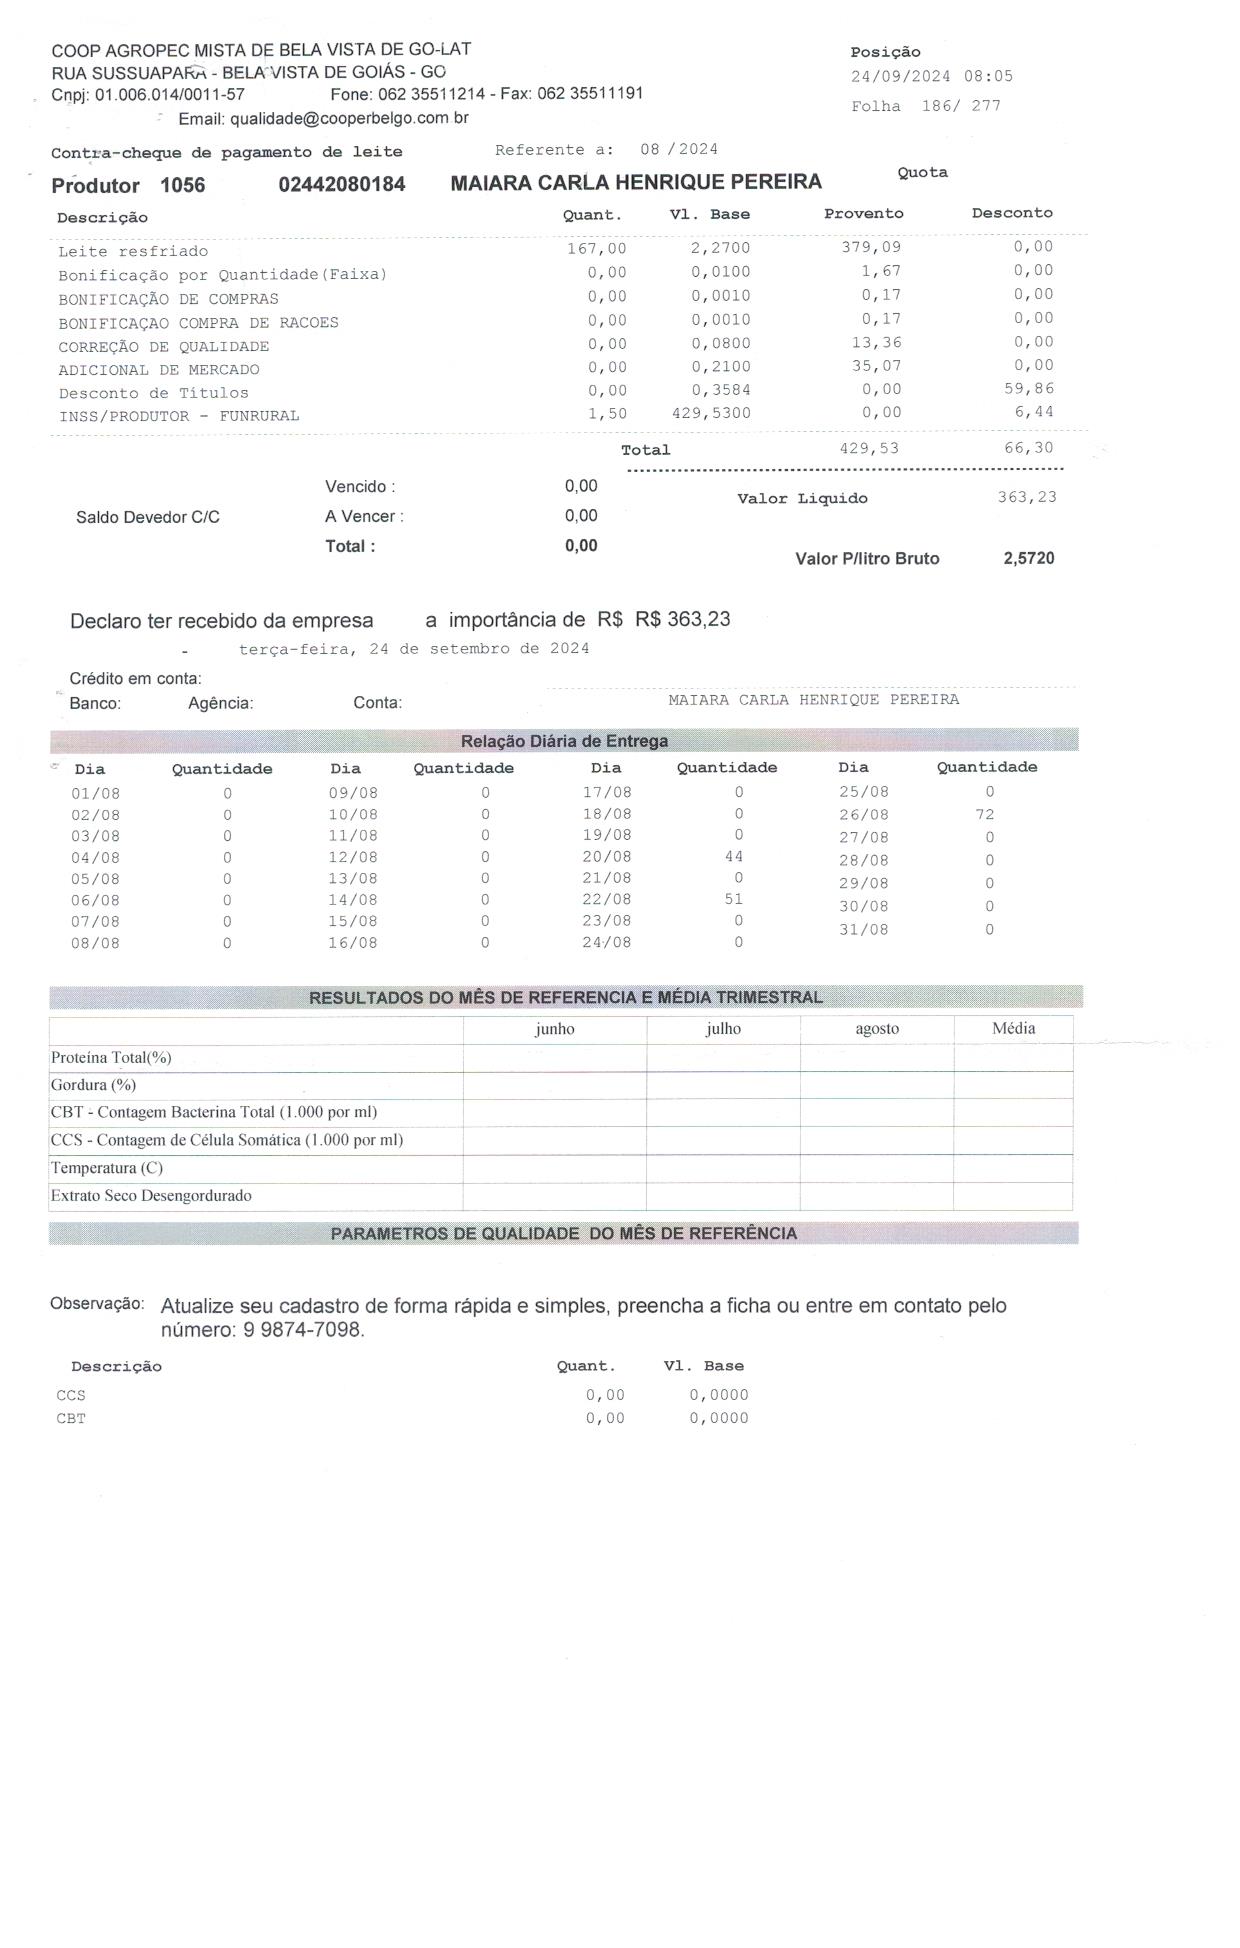 COOP AGROPEC MISTA DE BELA VISTA DE GO-LAT
Posição
RUA SUSSUAPARA - BELA VISTA DE GOIÁS - GO
24/09/2024 08:05
Cnpj: 01.006.014/0011-57 Fone: 062 35511214 - Fax: 062 35511191
Folha 186/ 277
Email: qualidade@cooperbelgo.com.br
Contra-cheque de pagamento de leite Referente a: 08 /2024
Produtor 1056 02442080184 MAIARA CARLA HENRIQUE PEREIRA Quota
Descrição Quant. Vl. Base Provento Desconto
Leite resfriado 167,00 2,2700 379,09 0,00
Bonificação por Quantidade(Faixa) 0,00 0,0100 1,67 0,00
BONIFICAÇÃO DE COMPRAS 0,00 0,0010 0,17 0,00
BONIFICAÇAO COMPRA DE RACOES 0,00 0,0010 0,17 0,00
CORREÇÃO DE QUALIDADE 0,00 0,0800 13,36 0,00
ADICIONAL DE MERCADO 0,00 0,2100 35,07 0,00
Desconto de Títulos 0,00 0,3584 0,00 59,86
INSS/PRODUTOR - FUNRURAL 1,50 429,5300 0,00 6,44
Total 429,53 66,30
Vencido : 0,00
Valor Liquido 363,23
Saldo Devedor C/C A Vencer : 0,00
Total : 0,00
Valor P/litro Bruto 2,5720
Declaro ter recebido da empresa a importância de R$ R$ 363,23
- terça-feira, 24 de setembro de 2024
Crédito em conta:
Banco: Agência: Conta: MAIARA CARLA HENRIQUE PEREIRA
Relação Diária de Entrega
Dia Quantidade Dia Quantidade Dia Quantidade Dia Quantidade
01/08 0 09/08 0 17/08 0 25/08 0
02/08 0 10/08 0 18/08 0 26/08 72
03/08 0 11/08 0 19/08 0 27/08 0
04/08 0 12/08 0 20/08 44 28/08 0
05/08 0 13/08 0 21/08 0 29/08 0
06/08 0 14/08 0 22/08 51 30/08 0
07/08 0 15/08 0 23/08 0 31/08 0
08/08 0 16/08 0 24/08 0
RESULTADOS DO MÊS DE REFERENCIA E MÉDIA TRIMESTRAL
junho julho agosto Média
Proteína Total(%)
Gordura (%)
CBT - Contagem Bacterina Total (1.000 por ml)
CCS - Contagem de Célula Somática (1.000 por ml)
Temperatura (C)
Extrato Seco Desengordurado
PARAMETROS DE QUALIDADE DO MÊS DE REFERÊNCIA
Observação: Atualize seu cadastro de forma rápida e simples, preencha a ficha ou entre em contato pelo
número: 9 9874-7098.
Descrição Quant. Vl. Base
CCS 0,00 0,0000
CBT 0,00 0,0000